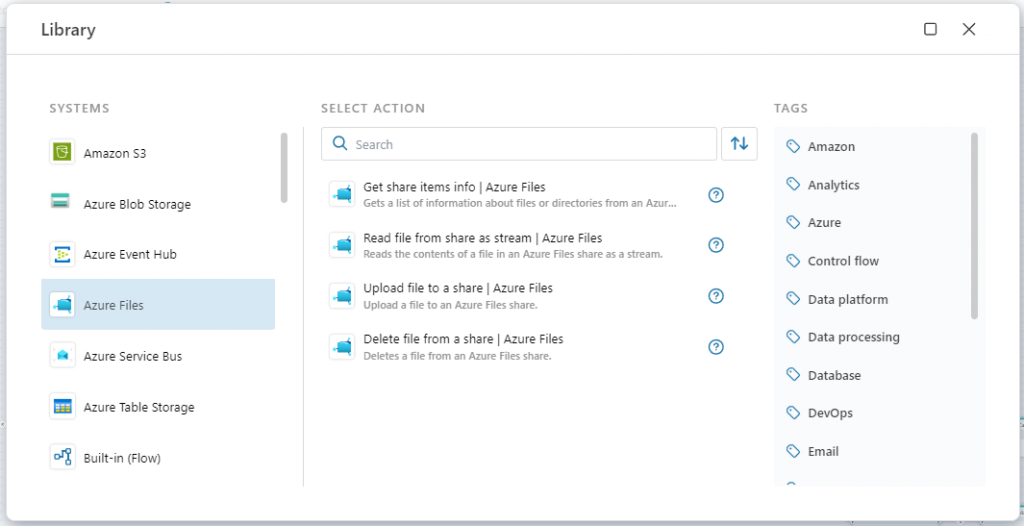 Library
SYSTEMS
Amazon S3
Azure Blob Storage
Azure Event Hub
Azure Files
Azure Service Bus
Azure Table Storage
Built-in (Flow)
SELECT ACTION
Search
Get share items info | Azure Files
Gets a list of information about files or directories from an Azur...
Read file from share as stream | Azure Files
Reads the contents of a file in an Azure Files share as a stream.
Upload file to a share | Azure Files
Upload a file to an Azure Files share.
Delete file from a share | Azure Files
Deletes a file from an Azure Files share.
TAGS
Amazon
Analytics
Azure
Control flow
Data platform
Data processing
Database
DevOps
Email